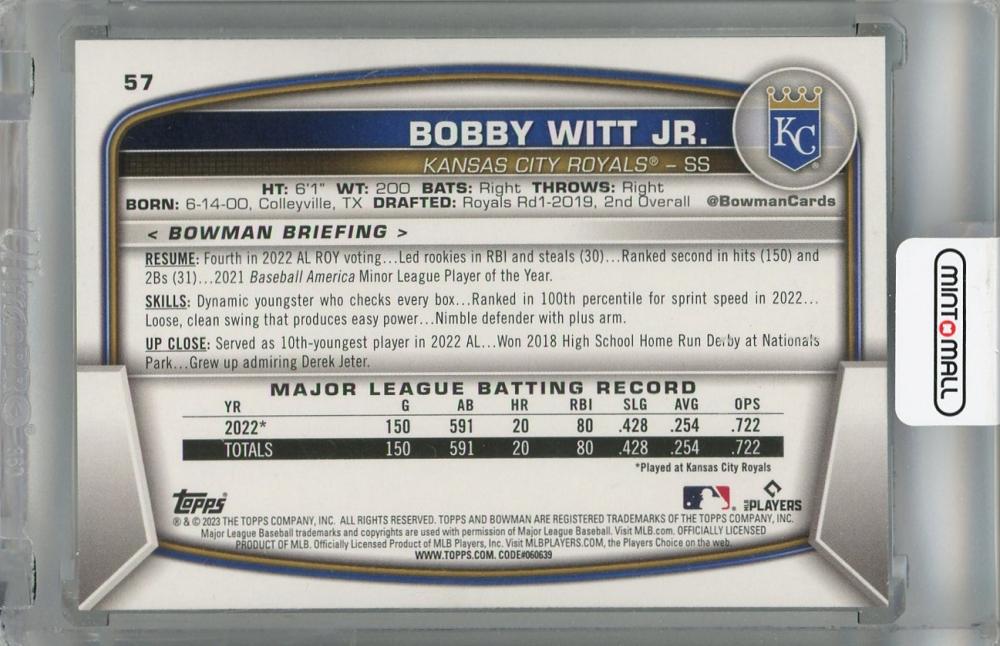 57
BOBBY WITT JR.
KC
KANSAS CITY ROYALS® – SS
HT: 6'1" WT: 200 BATS: Right THROWS: Right
BORN: 6-14-00, Colleyville, TX DRAFTED: Royals Rd1-2019, 2nd Overall @BowmanCards
< BOWMAN BRIEFING >
RESUME: Fourth in 2022 AL ROY voting...Led rookies in RBI and steals (30)...Ranked second in hits (150) and
2Bs (31)...2021 Baseball America Minor League Player of the Year.
SKILLS: Dynamic youngster who checks every box...Ranked in 100th percentile for sprint speed in 2022...
Loose, clean swing that produces easy power...Nimble defender with plus arm.
UP CLOSE: Served as 10th-youngest player in 2022 AL...Won 2018 High School Home Run Derby at Nationals
Park...Grew up admiring Derek Jeter.
MAJOR LEAGUE BATTING RECORD
YR G AB HR RBI SLG AVG OPS
2022* 150 591 20 80 .428 .254 .722
TOTALS 150 591 20 80 .428 .254 .722
*Played at Kansas City Royals
topps® PLAYERS
® & © 2023 THE TOPPS COMPANY, INC. ALL RIGHTS RESERVED. TOPPS AND BOWMAN ARE REGISTERED TRADEMARKS OF THE TOPPS COMPANY, INC.
Major League Baseball trademarks and copyrights are used with permission of Major League Baseball. Visit MLB.com. OFFICIALLY LICENSED
PRODUCT OF MLB. Officially Licensed Product of MLB Players, Inc. Visit MLBPLAYERS.COM, the Players Choice on the web.
WWW.TOPPS.COM. CODE#060639
MINT MALL